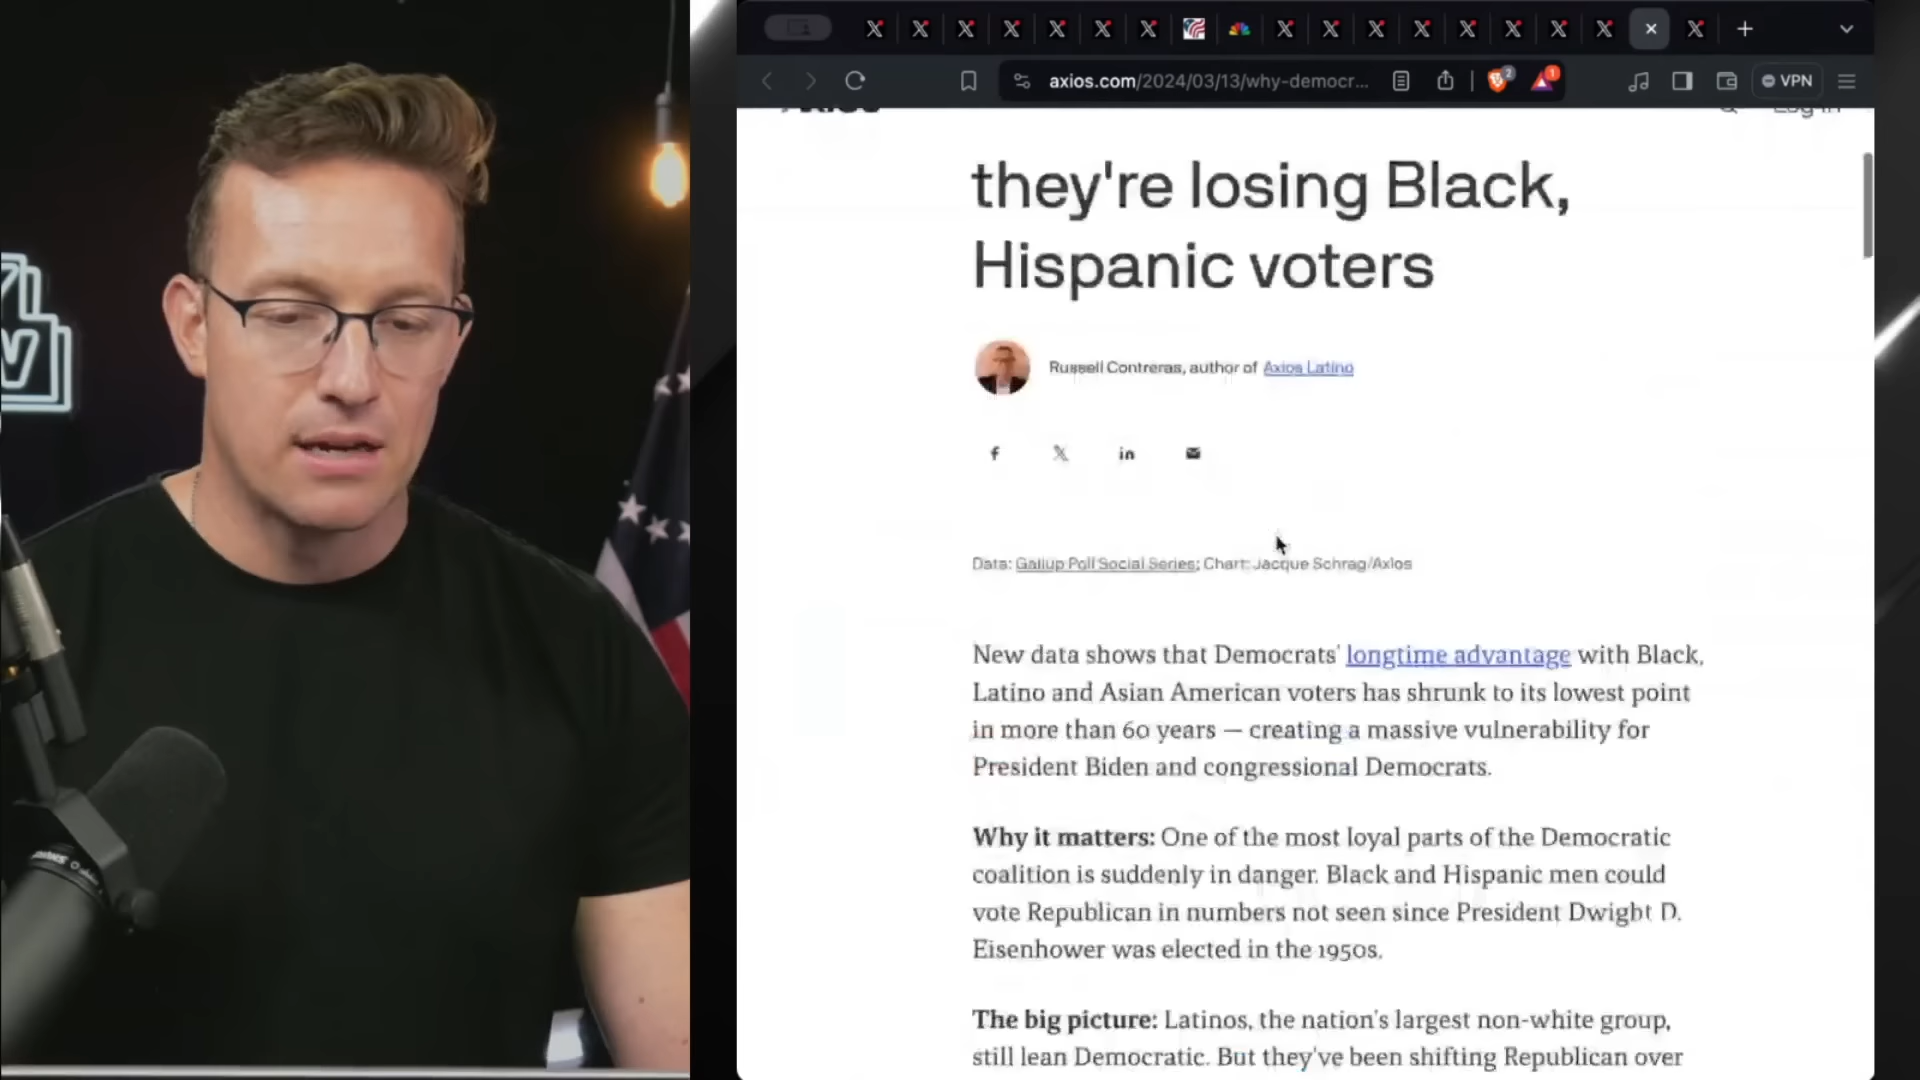 axios.com/2024/03/13/why-democr...
VPN
they're losing Black,
Hispanic voters
Russell Contreras, author of Axios Latino
Data: Gallup Poll Social Series; Chart: Jacque Schrag/Axios
New data shows that Democrats' longtime advantage with Black,
Latino and Asian American voters has shrunk to its lowest point
in more than 60 years — creating a massive vulnerability for
President Biden and congressional Democrats.
Why it matters: One of the most loyal parts of the Democratic
coalition is suddenly in danger. Black and Hispanic men could
vote Republican in numbers not seen since President Dwight D.
Eisenhower was elected in the 1950s.
The big picture: Latinos, the nation's largest non-white group,
still lean Democratic. But they've been shifting Republican over